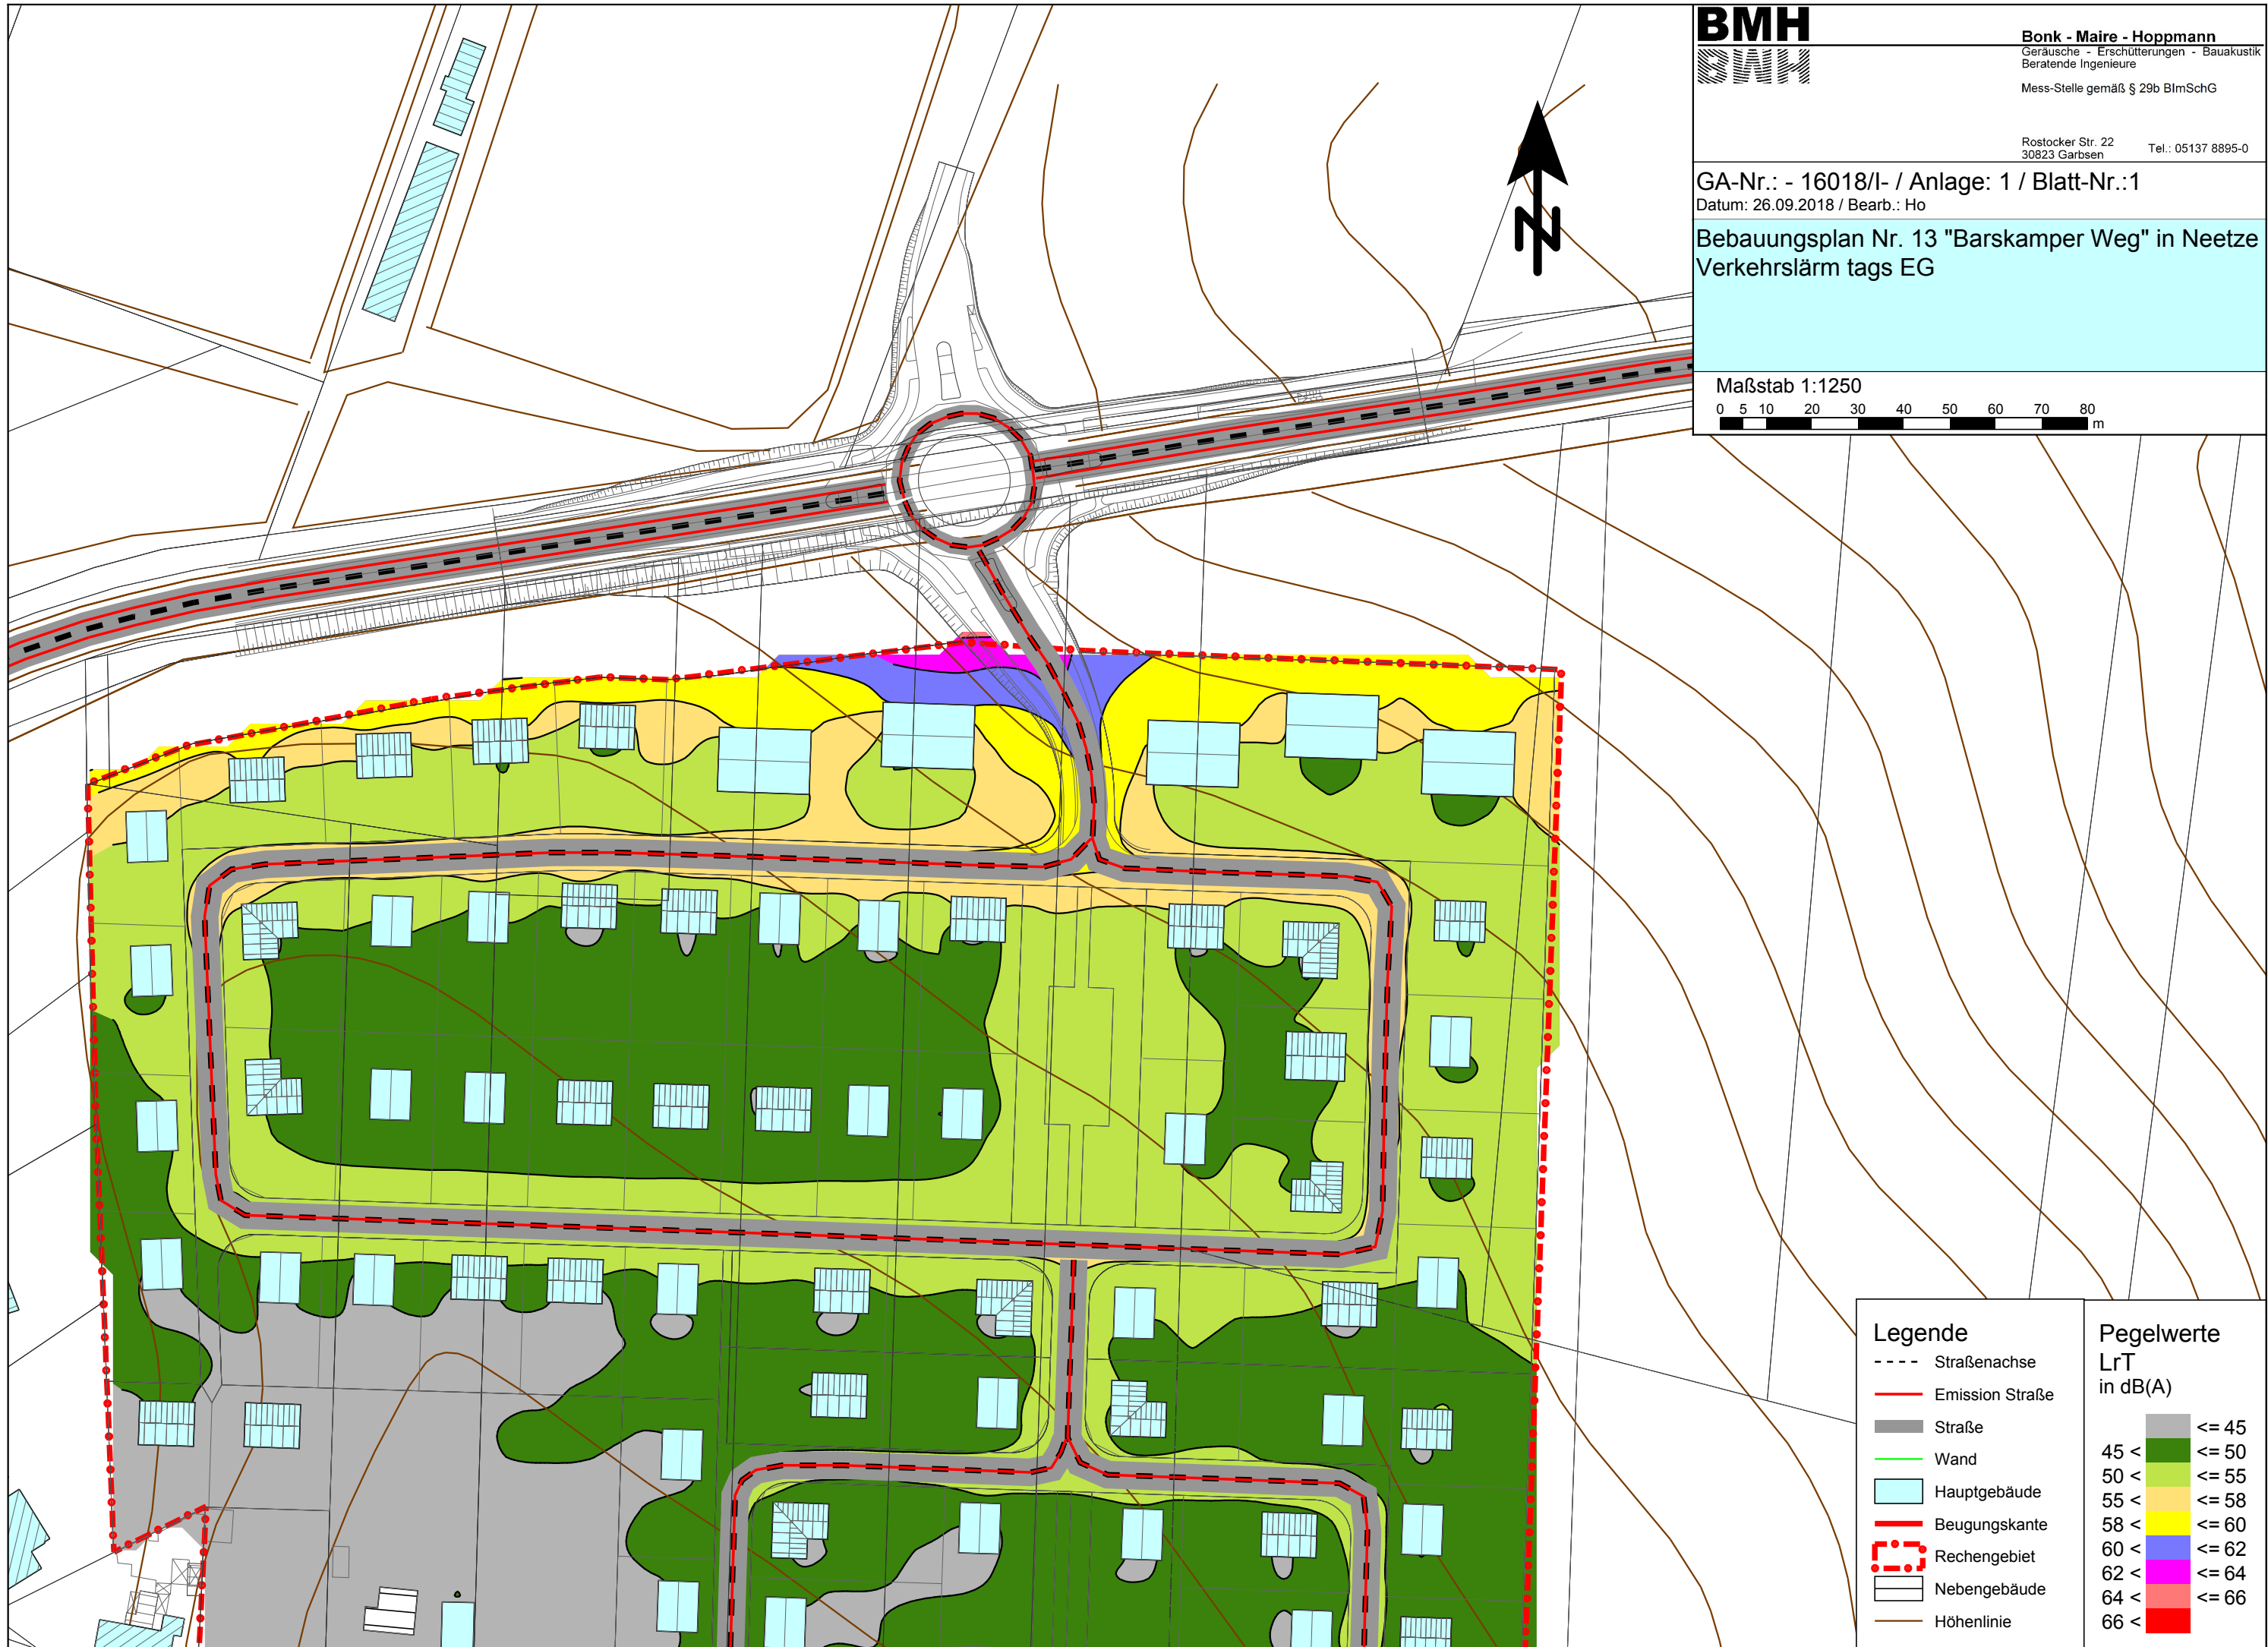 BMH
BMH
Bonk - Maire - Hoppmann
Geräusche - Erschütterungen - Bauakustik
Beratende Ingenieure
Mess-Stelle gemäß § 29b BImSchG
Rostocker Str. 22
30823 Garbsen Tel.: 05137 8895-0
GA-Nr.: - 16018/I- / Anlage: 1 / Blatt-Nr.:1
Datum: 26.09.2018 / Bearb.: Ho
Bebauungsplan Nr. 13 "Barskamper Weg" in Neetze
Verkehrslärm tags EG
Maßstab 1:1250
0 5 10 20 30 40 50 60 70 80
m
N
Legende
Straßenachse
Emission Straße
Straße
Wand
Hauptgebäude
Beugungskante
Rechengebiet
Nebengebäude
Höhenlinie
Pegelwerte
LrT
in dB(A)
<= 45
45 < <= 50
50 < <= 55
55 < <= 58
58 < <= 60
60 < <= 62
62 < <= 64
64 < <= 66
66 <